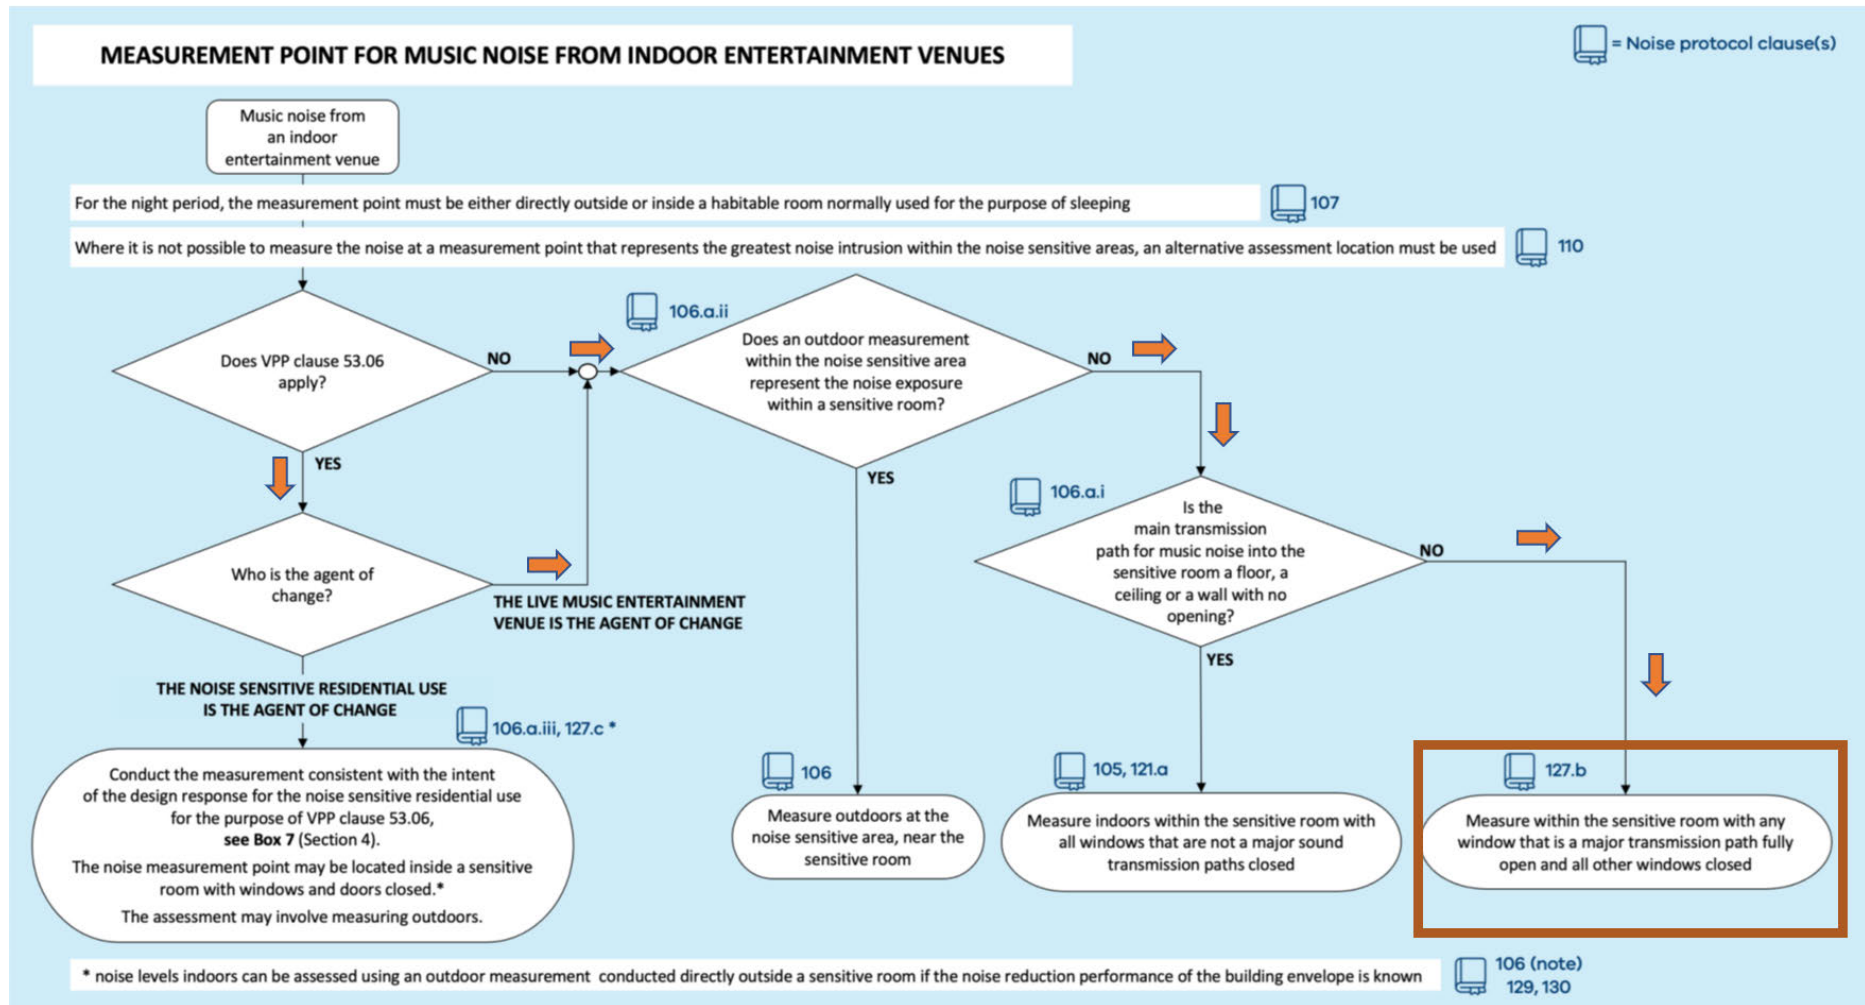 MEASUREMENT POINT FOR MUSIC NOISE FROM INDOOR ENTERTAINMENT VENUES
= Noise protocol clause(s)
Music noise from
an indoor
entertainment venue
For the night period, the measurement point must be either directly outside or inside a habitable room normally used for the purpose of sleeping
107
Where it is not possible to measure the noise at a measurement point that represents the greatest noise intrusion within the noise sensitive areas, an alternative assessment location must be used
110
Does VPP clause 53.06
apply?
NO
YES
106.a.ii
Does an outdoor measurement
within the noise sensitive area
represent the noise exposure
within a sensitive room?
NO
YES
Who is the agent of
change?
THE LIVE MUSIC ENTERTAINMENT
VENUE IS THE AGENT OF CHANGE
106.a.i
Is the
main transmission
path for music noise into the
sensitive room a floor, a
ceiling or a wall with no
opening?
NO
YES
THE NOISE SENSITIVE RESIDENTIAL USE
IS THE AGENT OF CHANGE
106.a.iii, 127.c *
Conduct the measurement consistent with the intent
of the design response for the noise sensitive residential use
for the purpose of VPP clause 53.06,
see Box 7 (Section 4).
The noise measurement point may be located inside a sensitive
room with windows and doors closed.*
The assessment may involve measuring outdoors.
106
Measure outdoors at the
noise sensitive area, near the
sensitive room
105, 121.a
Measure indoors within the sensitive room with
all windows that are not a major sound
transmission paths closed
127.b
Measure within the sensitive room with any
window that is a major transmission path fully
open and all other windows closed
* noise levels indoors can be assessed using an outdoor measurement conducted directly outside a sensitive room if the noise reduction performance of the building envelope is known
106 (note)
129, 130